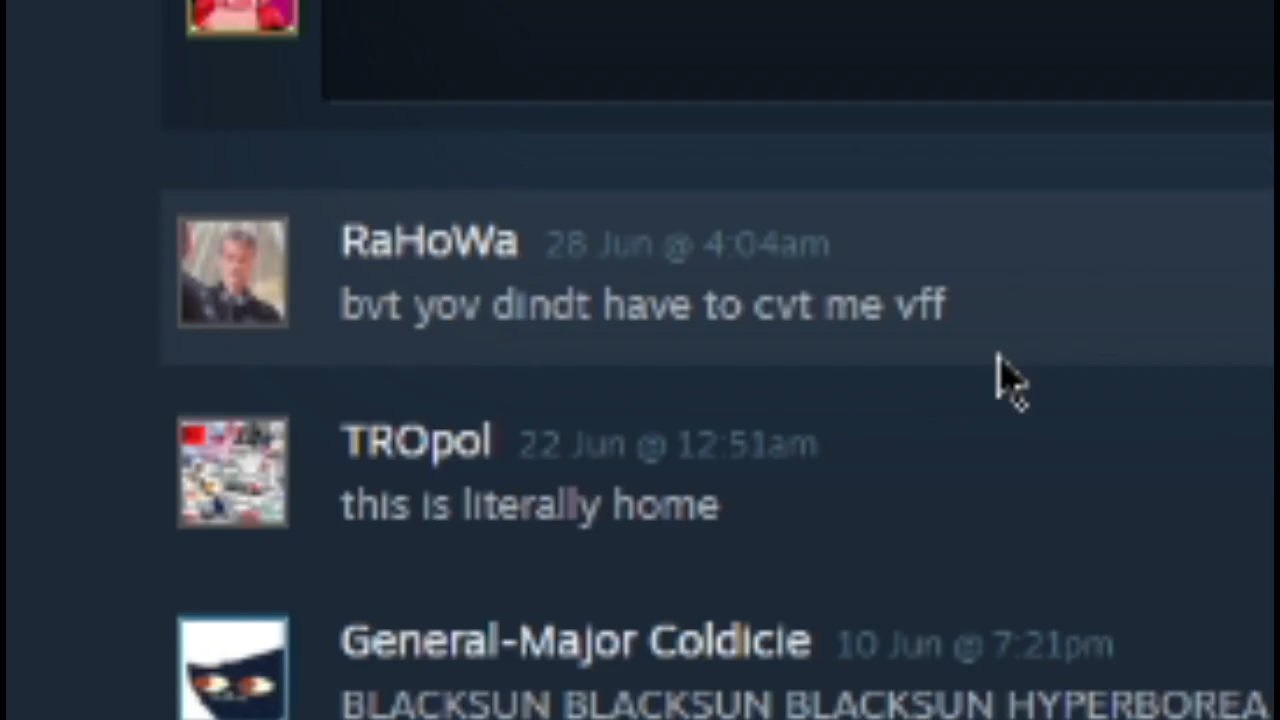 RaHoWa 28 Jun @ 4:04am
bvt yov dindt have to cvt me vff
TROpol 22 Jun @ 12:51am
this is literally home
General-Major Coldicie 10 Jun @ 7:21pm
BLACKSUN BLACKSUN BLACKSUN HYPERBOREA